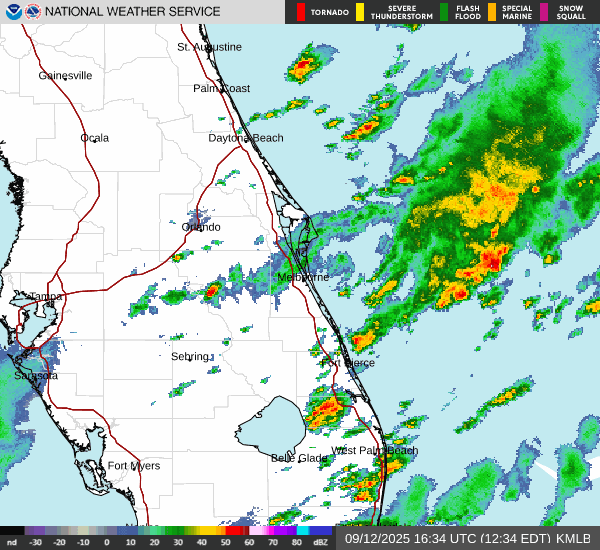 NATIONAL WEATHER SERVICE
TORNADO
SEVERE THUNDERSTORM
FLASH FLOOD
SPECIAL MARINE
SNOW SQUALL
St. Augustine
Gainesville
Palm Coast
Ocala
Daytona Beach
Orlando
Melbourne
Tampa
Sebring
Fort Pierce
Sarasota
West Palm Beach
Belle Glade
Fort Myers
nd -30 -20 -10 0 10 20 30 40 50 60 70 80 dBZ
09/12/2025 16:34 UTC (12:34 EDT) KMLB